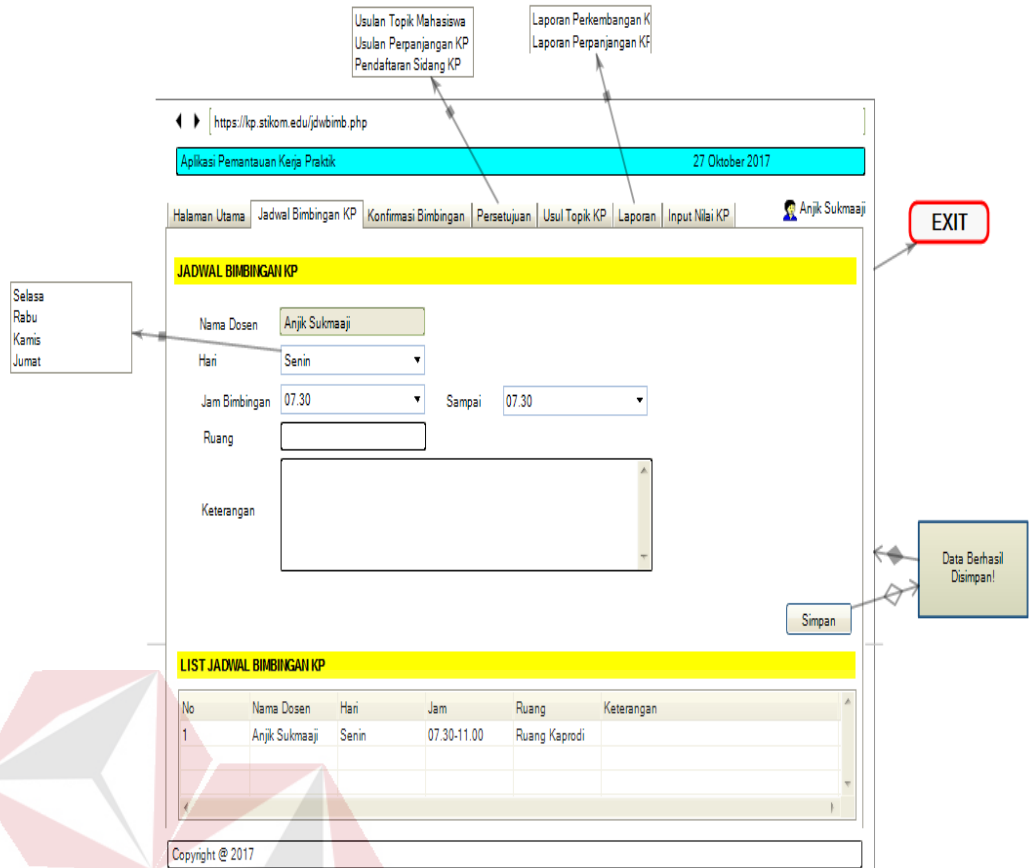 Usulan Topik Mahasiswa
Usulan Perpanjangan KP
Pendaftaran Sidang KP
Laporan Perkembangan K
Laporan Perpanjangan KP
https://kp.stikom.edu/jdwbimb.php
Aplikasi Pemantauan Kerja Praktik 27 Oktober 2017
Halaman Utama Jadwal Bimbingan KP Konfirmasi Bimbingan Persetujuan Usul Topik KP Laporan Input Nilai KP Anjik Sukmaaji
EXIT
JADWAL BIMBINGAN KP
Selasa
Rabu
Kamis
Jumat
Nama Dosen Anjik Sukmaaji
Hari Senin
Jam Bimbingan 07.30 Sampai 07.30
Ruang
Keterangan
Data Berhasil
Disimpan!
Simpan
LIST JADWAL BIMBINGAN KP
No Nama Dosen Hari Jam Ruang Keterangan
1 Anjik Sukmaaji Senin 07.30-11.00 Ruang Kaprodi
Copyright @ 2017